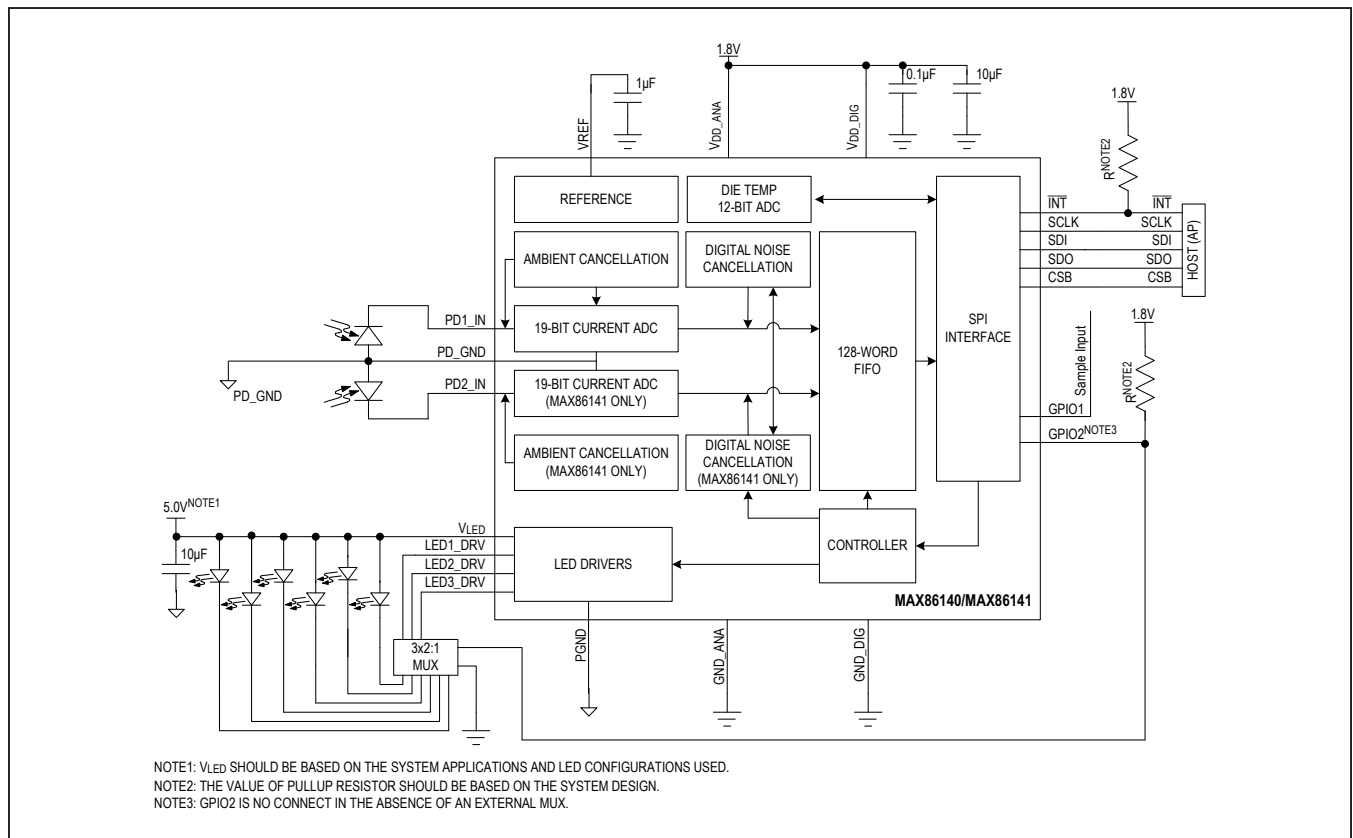 1.8V
1µF
0.1µF
10µF
1.8V
VREF
VDD_ANA
VDD_DIG
RNOTE2
REFERENCE
DIE TEMP
12-BIT ADC
INT
INT
SCLK
SCLK
SDI
SDI
SDO
SDO
CSB
CSB
HOST (AP)
AMBIENT CANCELLATION
DIGITAL NOISE
CANCELLATION
SPI
INTERFACE
PD1_IN
19-BIT CURRENT ADC
128-WORD
FIFO
1.8V
PD_GND
Sample Input
RNOTE2
PD2_IN
19-BIT CURRENT ADC
(MAX86141 ONLY)
PD_GND
GPIO1
GPIO2NOTE3
AMBIENT CANCELLATION
(MAX86141 ONLY)
DIGITAL NOISE
CANCELLATION
(MAX86141 ONLY)
5.0VNOTE1
VLED
10µF
LED1_DRV
LED2_DRV
LED3_DRV
LED DRIVERS
CONTROLLER
MAX86140/MAX86141
3x2:1
MUX
PGND
GND_ANA
GND_DIG
NOTE1: VLED SHOULD BE BASED ON THE SYSTEM APPLICATIONS AND LED CONFIGURATIONS USED.
NOTE2: THE VALUE OF PULLUP RESISTOR SHOULD BE BASED ON THE SYSTEM DESIGN.
NOTE3: GPIO2 IS NO CONNECT IN THE ABSENCE OF AN EXTERNAL MUX.